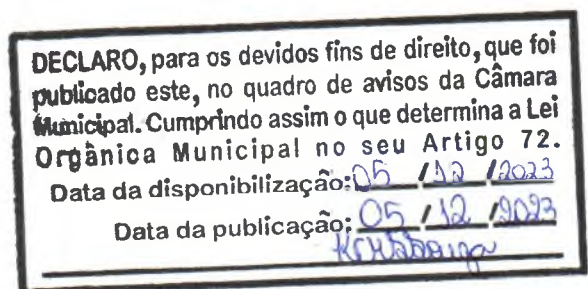 DECLARO, para os devidos fins de direito, que foi
publicado este, no quadro de avisos da Câmara
Municipal. Cumprindo assim o que determina a Lei
Orgânica Municipal no seu Artigo 72.
Data da disponibilização: 05 / 12 / 2023
Data da publicação: 05 / 12 / 2023